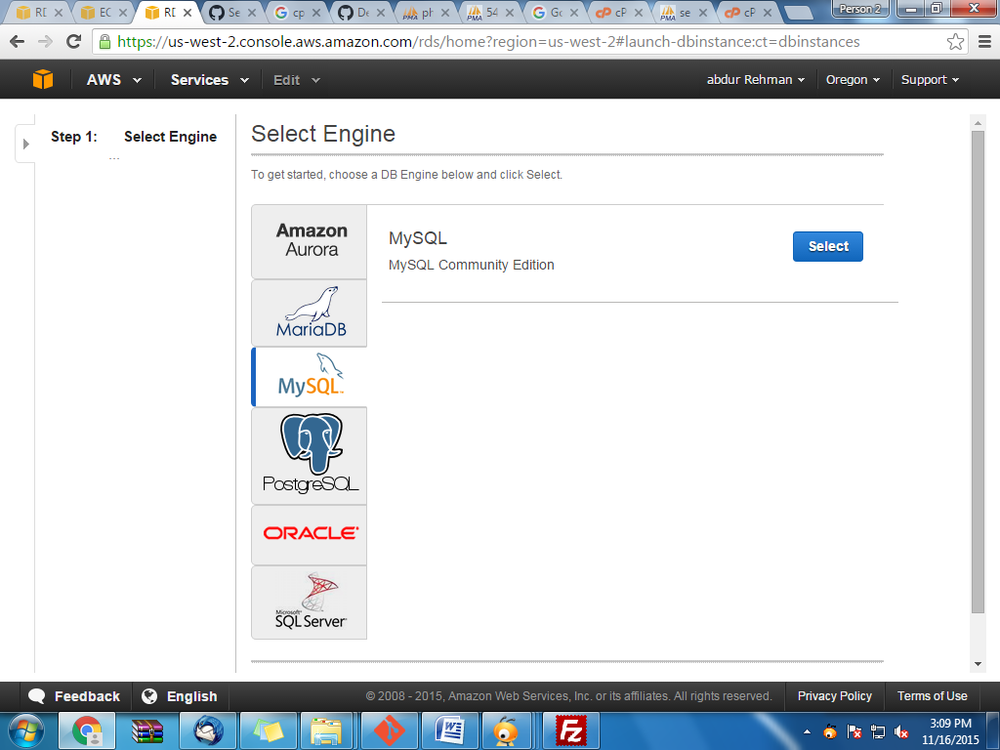 RD
EC
RD
Se
cp
De
ph
54
Go
cP
se
cP
Person 2
https://us-west-2.console.aws.amazon.com/rds/home?region=us-west-2#launch-dbinstance:ct=dbinstances
AWS Services Edit abdur Rehman Oregon Support
Step 1: Select Engine
...
Select Engine
To get started, choose a DB Engine below and click Select.
Amazon
Aurora
MariaDB
MySQL
PostgreSQL
ORACLE
Microsoft
SQL Server
MySQL
MySQL Community Edition
Select
Feedback English © 2008 - 2015, Amazon Web Services, Inc. or its affiliates. All rights reserved. Privacy Policy Terms of Use
3:09 PM
11/16/2015